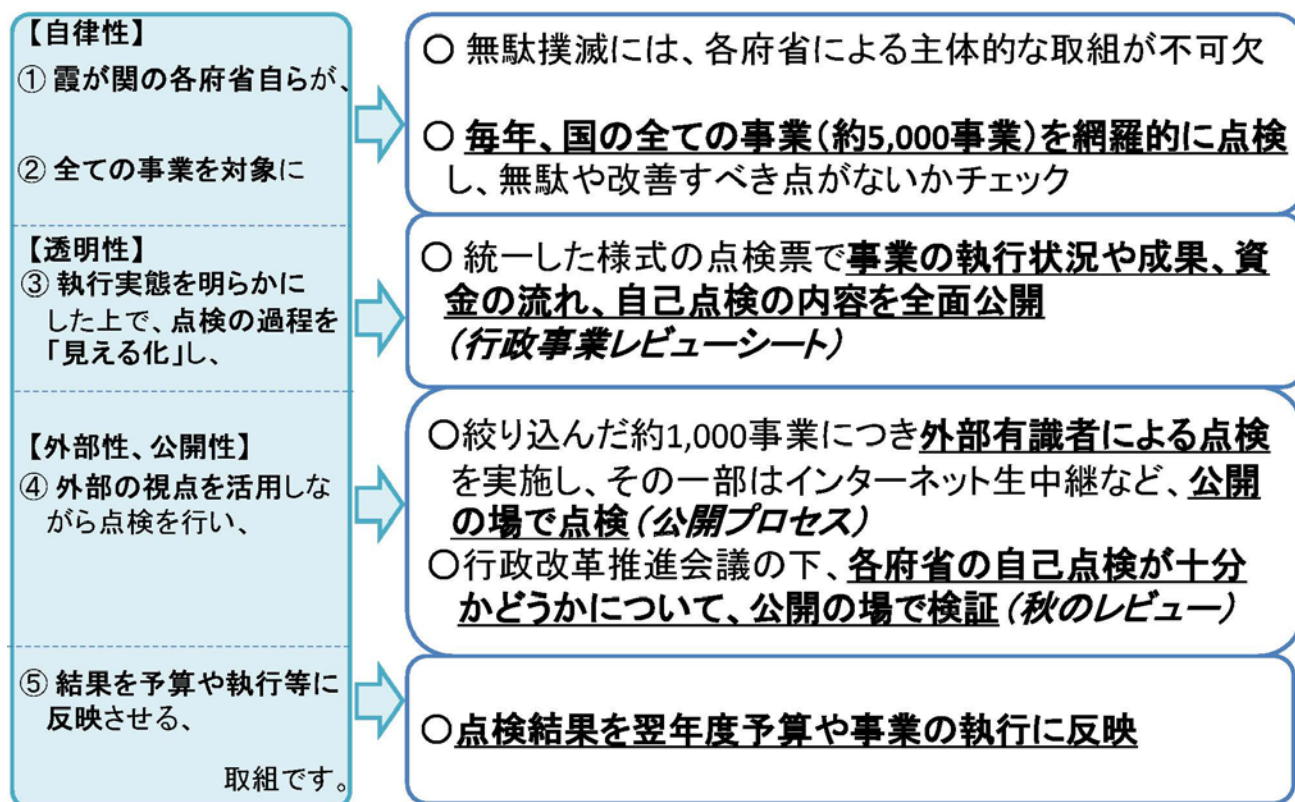 【自律性】
① 霞が関の各府省自らが、
② 全ての事業を対象に
○ 無駄撲滅には、各府省による主体的な取組が不可欠
○ 毎年、国の全ての事業(約5,000事業)を網羅的に点検
し、無駄や改善すべき点がないかチェック
【透明性】
③ 執行実態を明らかに
した上で、点検の過程を
「見える化」し、
○ 統一した様式の点検票で事業の執行状況や成果、資
金の流れ、自己点検の内容を全面公開
(行政事業レビューシート)
【外部性、公開性】
④ 外部の視点を活用しな
がら点検を行い、
○絞り込んだ約1,000事業につき外部有識者による点検
を実施し、その一部はインターネット生中継など、公開
の場で点検(公開プロセス)
○行政改革推進会議の下、各府省の自己点検が十分
かどうかについて、公開の場で検証(秋のレビュー)
⑤ 結果を予算や執行等に
反映させる、
取組です。
○点検結果を翌年度予算や事業の執行に反映